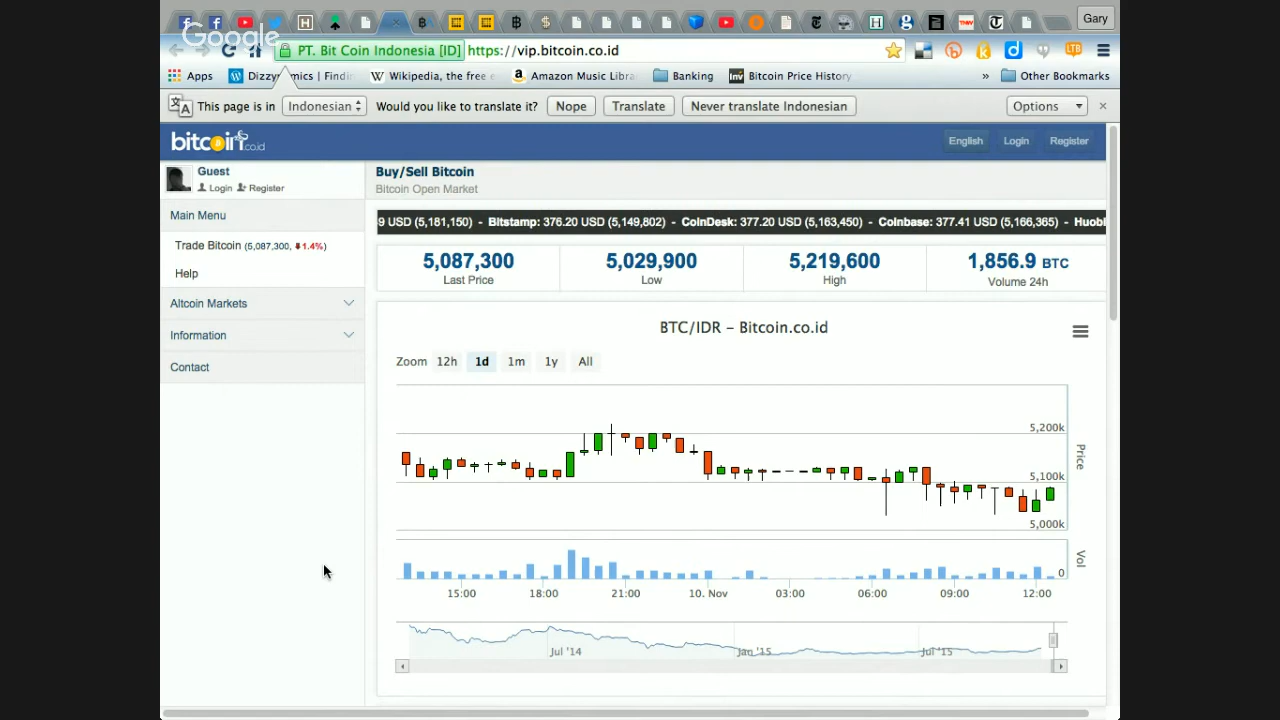 Google
Gary
PT. Bit Coin Indonesia [ID] https://vip.bitcoin.co.id
Apps Dizzy mics | Findin Wikipedia, the free e Amazon Music Libra Banking Bitcoin Price History » Other Bookmarks
This page is in Indonesian Would you like to translate it? Nope Translate Never translate Indonesian Options ×
bitcoin.co.id English Login Register
Guest
Login Register
Main Menu
Trade Bitcoin (5,087,300, 1.4%)
Help
Altcoin Markets
Information
Contact
Buy/Sell Bitcoin
Bitcoin Open Market
9 USD (5,181,150) - Bitstamp: 376.20 USD (5,149,802) - CoinDesk: 377.20 USD (5,163,450) - Coinbase: 377.41 USD (5,166,365) - Huobi
5,087,300 5,029,900 5,219,600 1,856.9 BTC
Last Price Low High Volume 24h
BTC/IDR – Bitcoin.co.id
Zoom 12h 1d 1m 1y All
5,200k
5,100k
5,000k
Price
Vol
0
15:00 18:00 21:00 10. Nov 03:00 06:00 09:00 12:00
Jul '14 Jan '15 Jul '15